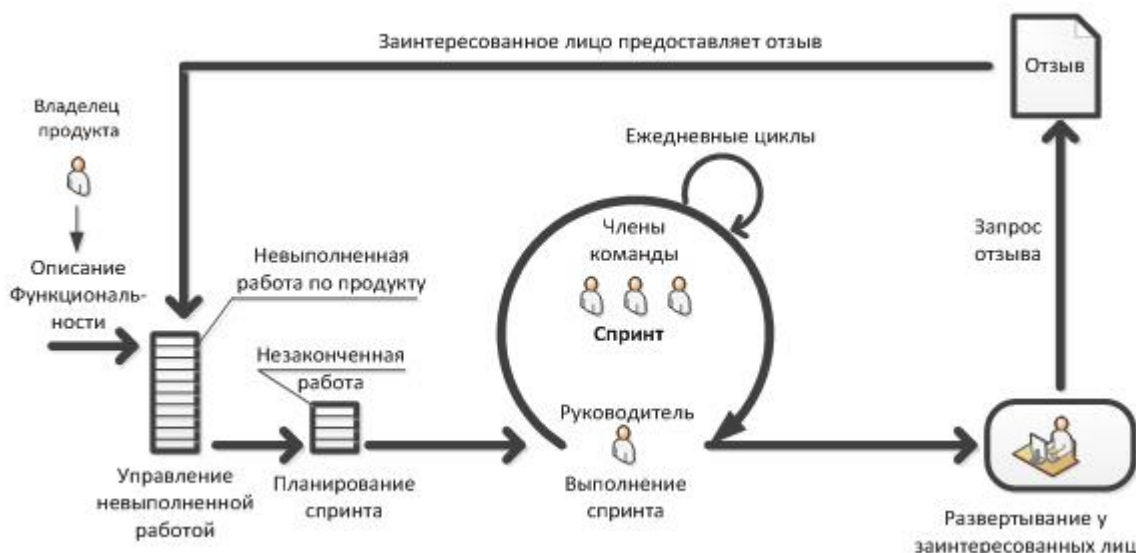 Заинтересованное лицо предоставляет отзыв
Отзыв
Владелец
продукта
Ежедневные циклы
Описание
Функциональ-
ности
Невыполненная
работа по продукту
Члены
команды
Спринт
Запрос
отзыва
Незаконченная
работа
Руководитель
Управление
невыполненной
работой
Планирование
спринта
Выполнение
спринта
Развертывание у
заинтересованных лиц